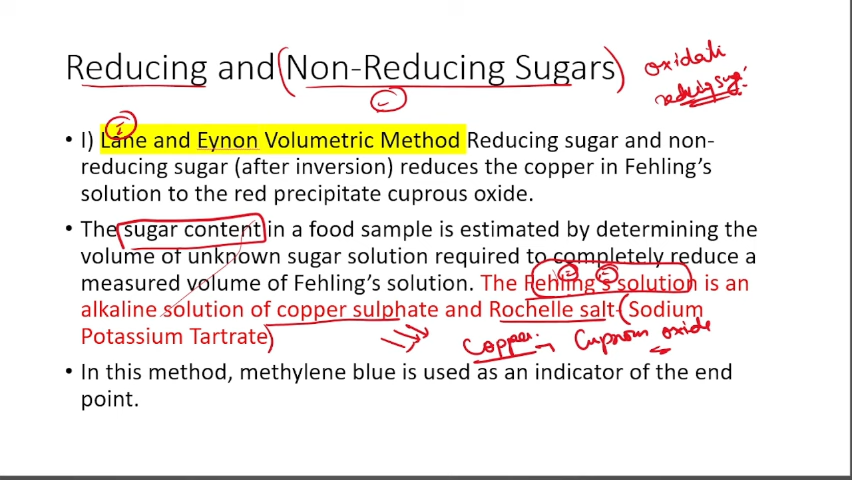 Reducing and (Non-Reducing Sugars)
oxidati
reducing sugar
• I) Lane and Eynon Volumetric Method Reducing sugar and non-
reducing sugar (after inversion) reduces the copper in Fehling's
solution to the red precipitate cuprous oxide.
• The sugar content in a food sample is estimated by determining the
volume of unknown sugar solution required to completely reduce a
measured volume of Fehling's solution. The Fehling's solution is an
alkaline solution of copper sulphate and Rochelle salt-(Sodium
Potassium Tartrate)
Copper. → Cuprous oxide
• In this method, methylene blue is used as an indicator of the end
point.